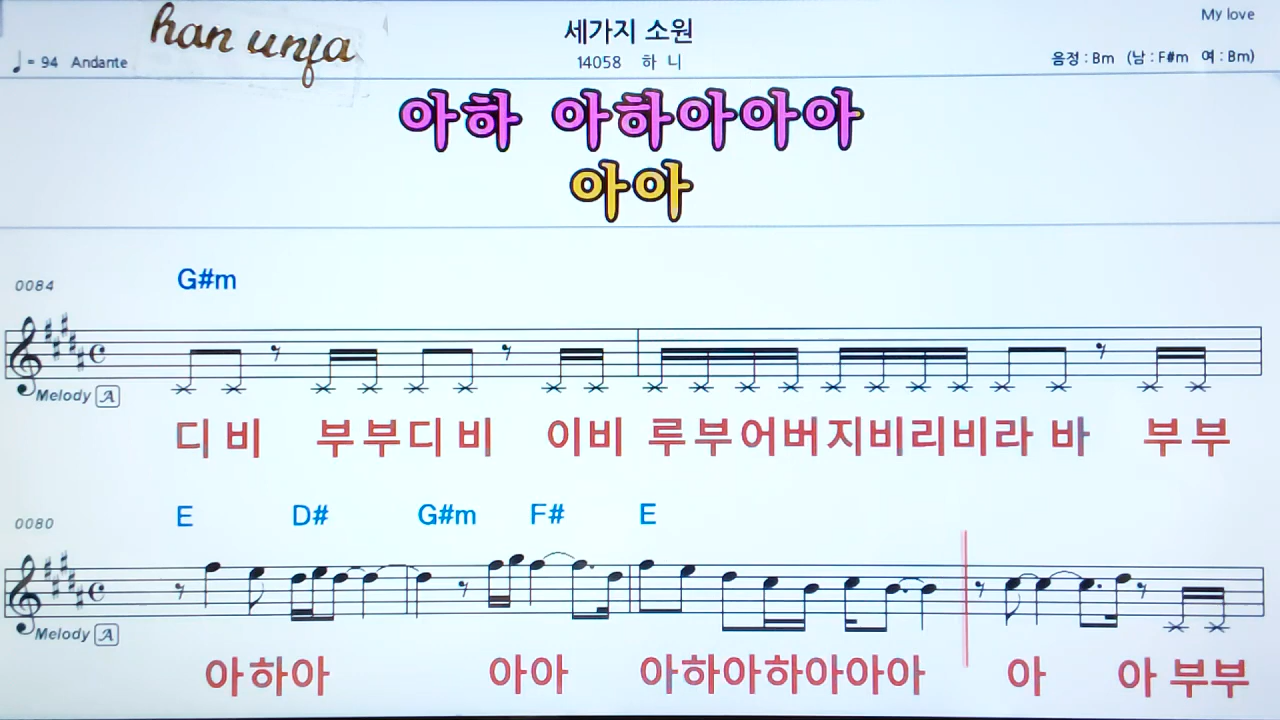 han unfa
세가지 소원
My love
♩= 94 Andante
14058 하 니
음정 : Bm (남 : F#m 여 : Bm)
아하 아하아아아
아아
0084
G#m
Melody A
디 비 부부디 비 이비 루부어버지비리비라 바 부부
0080
E D# G#m F# E
Melody A
아하아 아아 아하아하아아아 아 아 부부